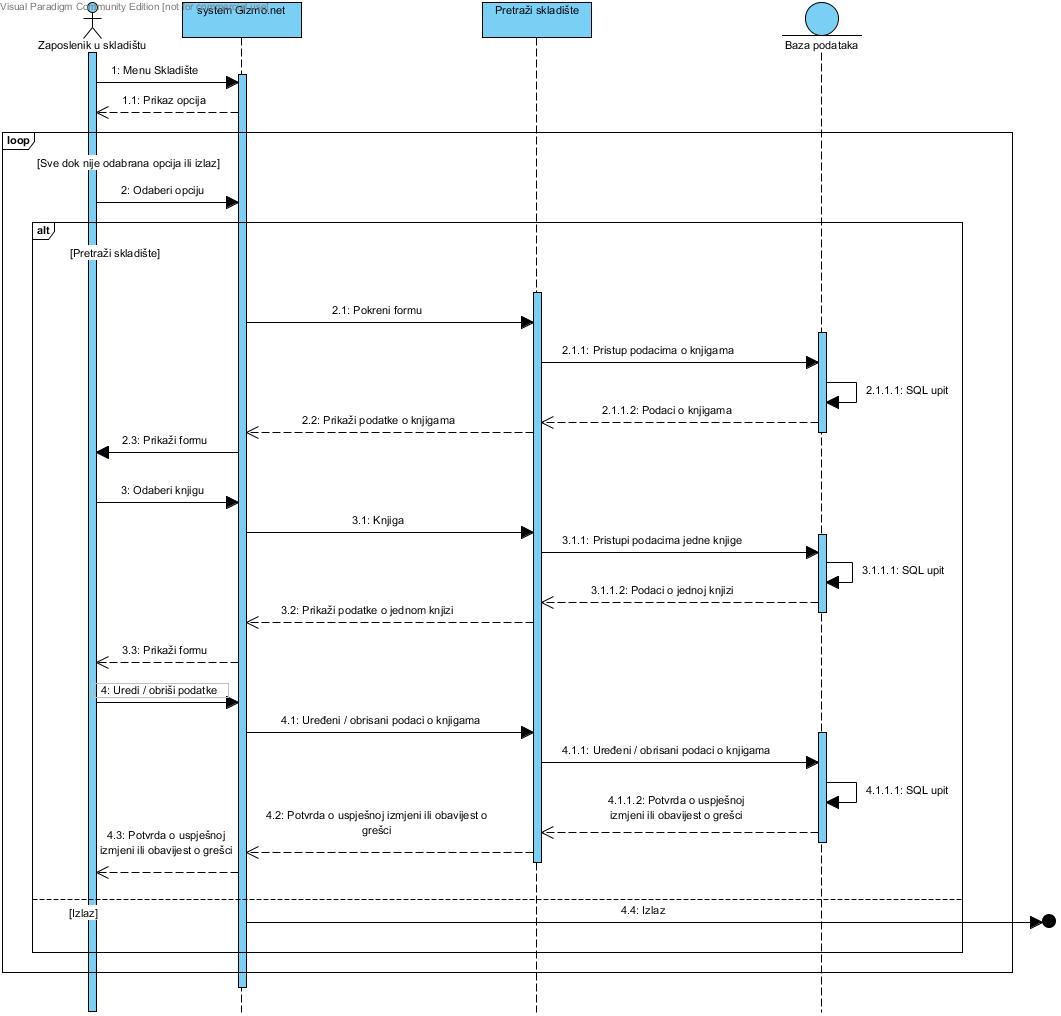 Visual Paradigm Community Edition [not for commercial use]
system Gizmo.net
Pretraži skladište
Zaposlenik u skladištu
Baza podataka
1: Menu Skladište
1.1: Prikaz opcija
loop
[Sve dok nije odabrana opcija ili izlaz]
2: Odaberi opciju
alt
[Pretraži skladište]
2.1: Pokreni formu
2.1.1: Pristup podacima o knjigama
2.1.1.1: SQL upit
2.1.1.2: Podaci o knjigama
2.2: Prikaži podatke o knjigama
2.3: Prikaži formu
3: Odaberi knjigu
3.1: Knjiga
3.1.1: Pristupi podacima jedne knjige
3.1.1.1: SQL upit
3.1.1.2: Podaci o jednoj knjizi
3.2: Prikaži podatke o jednom knjizi
3.3: Prikaži formu
4: Uredi / obriši podatke
4.1: Uređeni / obrisani podaci o knjigama
4.1.1: Uređeni / obrisani podaci o knjigama
4.1.1.1: SQL upit
4.1.1.2: Potvrda o uspješnoj
izmjeni ili obavijest o grešci
4.2: Potvrda o uspješnoj izmjeni ili obavijest o
grešci
4.3: Potvrda o uspješnoj
izmjeni ili obavijest o grešci
[Izlaz]
4.4: Izlaz